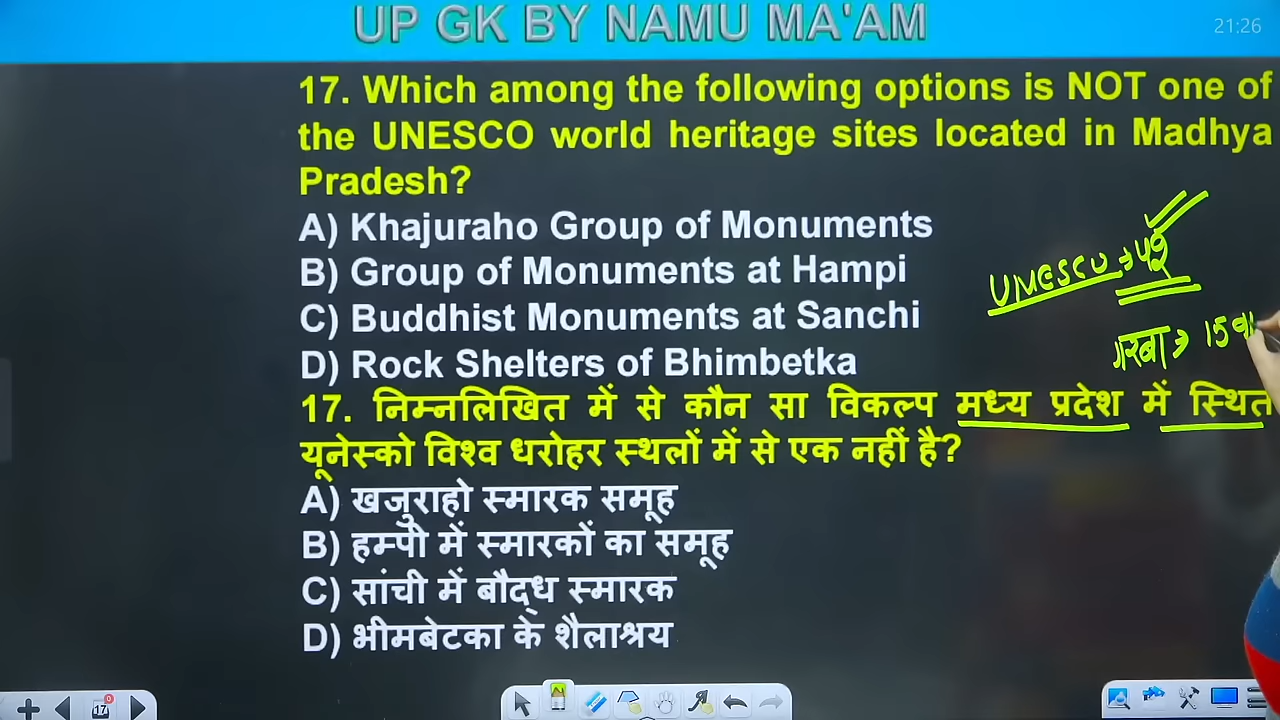 UP GK BY NAMU MA'AM
21:26
17. Which among the following options is NOT one of
the UNESCO world heritage sites located in Madhya
Pradesh?
A) Khajuraho Group of Monuments
B) Group of Monuments at Hampi
C) Buddhist Monuments at Sanchi
D) Rock Shelters of Bhimbetka
UNESCO →
गरबा → 15
17. निम्नलिखित में से कौन सा विकल्प मध्य प्रदेश में स्थित
यूनेस्को विश्व धरोहर स्थलों में से एक नहीं है?
A) खजुराहो स्मारक समूह
B) हम्पी में स्मारकों का समूह
C) सांची में बौद्ध स्मारक
D) भीमबेटका के शैलाश्रय
17